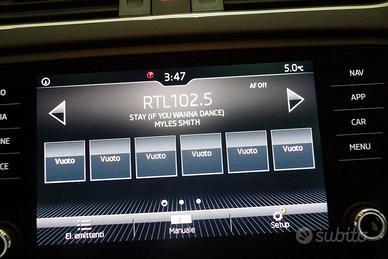 3:47
5.0°C
AF Off
RTL102.5
STAY (IF YOU WANNA DANCE)
MYLES SMITH
Vuoto Vuoto Vuoto Vuoto Vuoto Vuoto
El. emittenti Manuale Setup
NAV
APP
CAR
MENU
subito